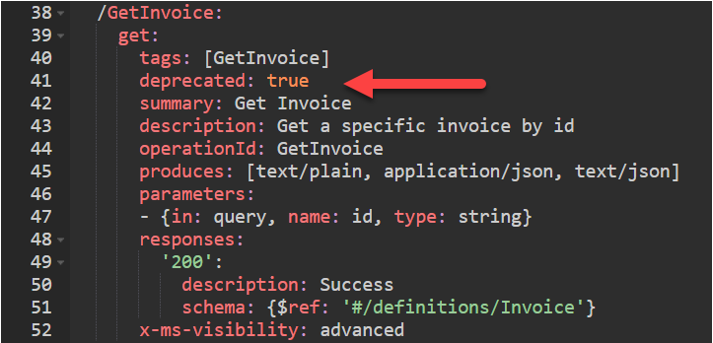 38 /GetInvoice:
39 get:
40 tags: [GetInvoice]
41 deprecated: true
42 summary: Get Invoice
43 description: Get a specific invoice by id
44 operationId: GetInvoice
45 produces: [text/plain, application/json, text/json]
46 parameters:
47 - {in: query, name: id, type: string}
48 responses:
49 '200':
50 description: Success
51 schema: {$ref: '#/definitions/Invoice'}
52 x-ms-visibility: advanced